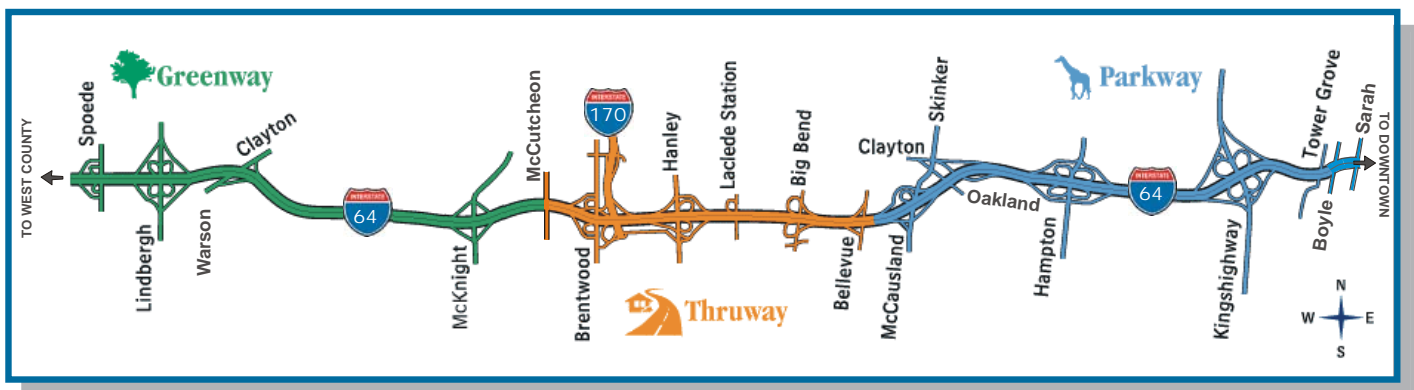 Greenway
Parkway
Thruway
TO WEST COUNTY
Spoede
Lindbergh
Warson
Clayton
INTERSTATE
64
McKnight
McCutcheon
Brentwood
INTERSTATE
170
Hanley
Laclede Station
Big Bend
Bellevue
McCausland
Clayton
Skinker
Oakland
Hampton
INTERSTATE
64
Kingshighway
Tower Grove
Boyle
Sarah
TO DOWNTOWN
N
W
E
S